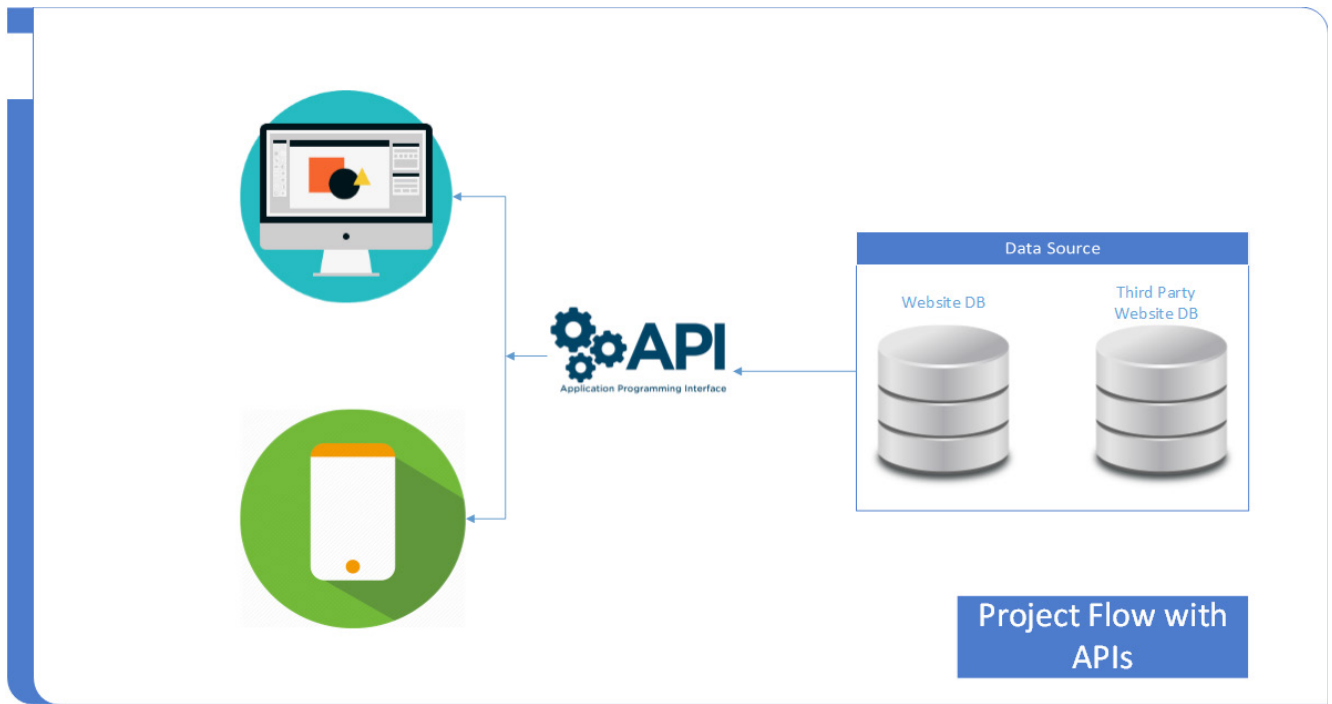 Data Source
Website DB
Third Party
Website DB
API
Application Programming Interface
Project Flow with
APIs